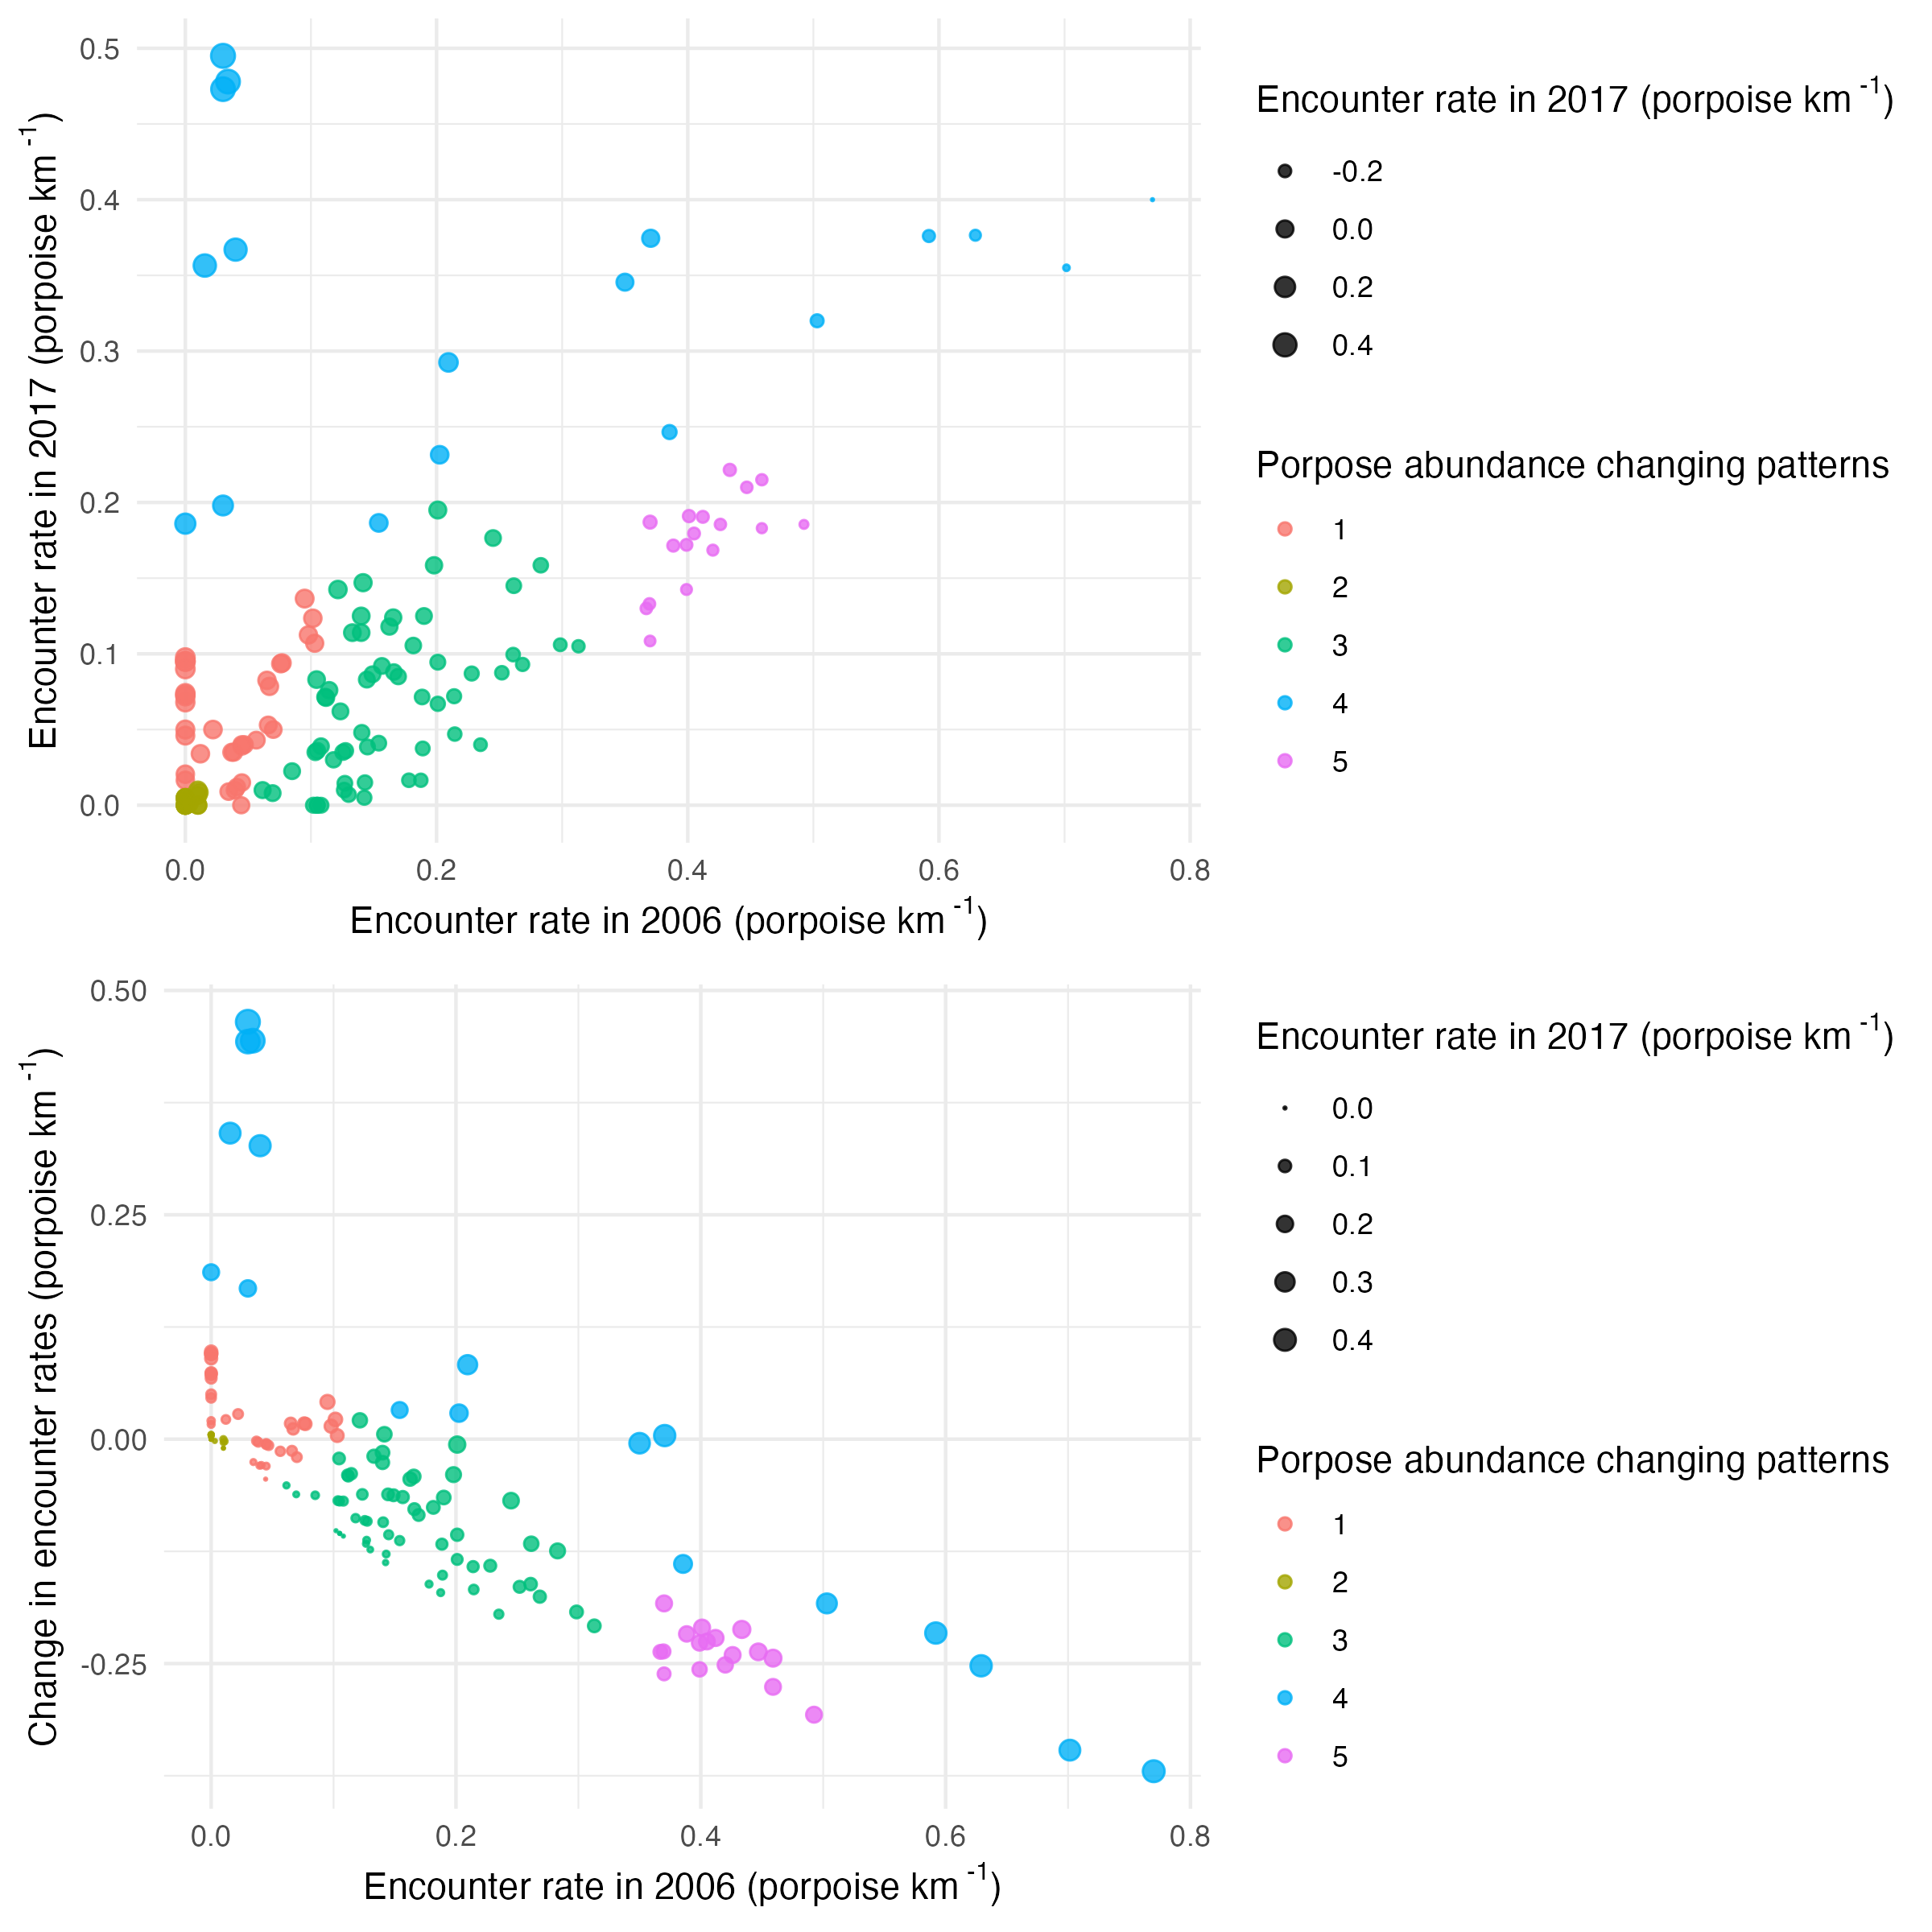 Encounter rate in 2017 (porpoise km⁻¹)
0.5
0.4
0.3
0.2
0.1
0.0
0.0 0.2 0.4 0.6 0.8
Encounter rate in 2006 (porpoise km⁻¹)
Encounter rate in 2017 (porpoise km⁻¹)
-0.2
0.0
0.2
0.4
Porpose abundance changing patterns
1
2
3
4
5
Change in encounter rates (porpoise km⁻¹)
0.50
0.25
0.00
-0.25
0.0 0.2 0.4 0.6 0.8
Encounter rate in 2006 (porpoise km⁻¹)
Encounter rate in 2017 (porpoise km⁻¹)
0.0
0.1
0.2
0.3
0.4
Porpose abundance changing patterns
1
2
3
4
5